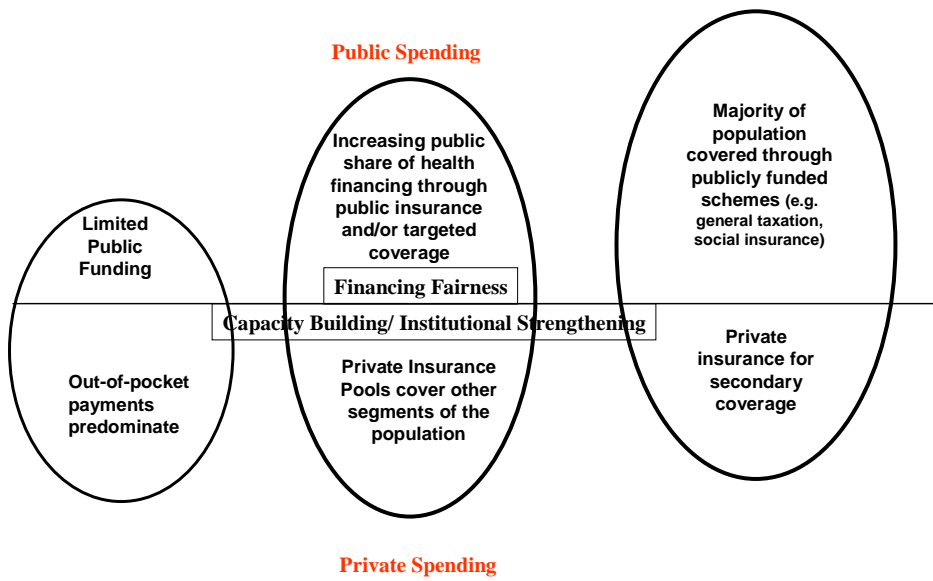 Public Spending
Limited
Public
Funding
Out-of-pocket
payments
predominate
Increasing public
share of health
financing through
public insurance
and/or targeted
coverage
Financing Fairness
Capacity Building/ Institutional Strengthening
Private Insurance
Pools cover other
segments of the
population
Majority of
population
covered through
publicly funded
schemes (e.g.
general taxation,
social insurance)
Private
insurance for
secondary
coverage
Private Spending